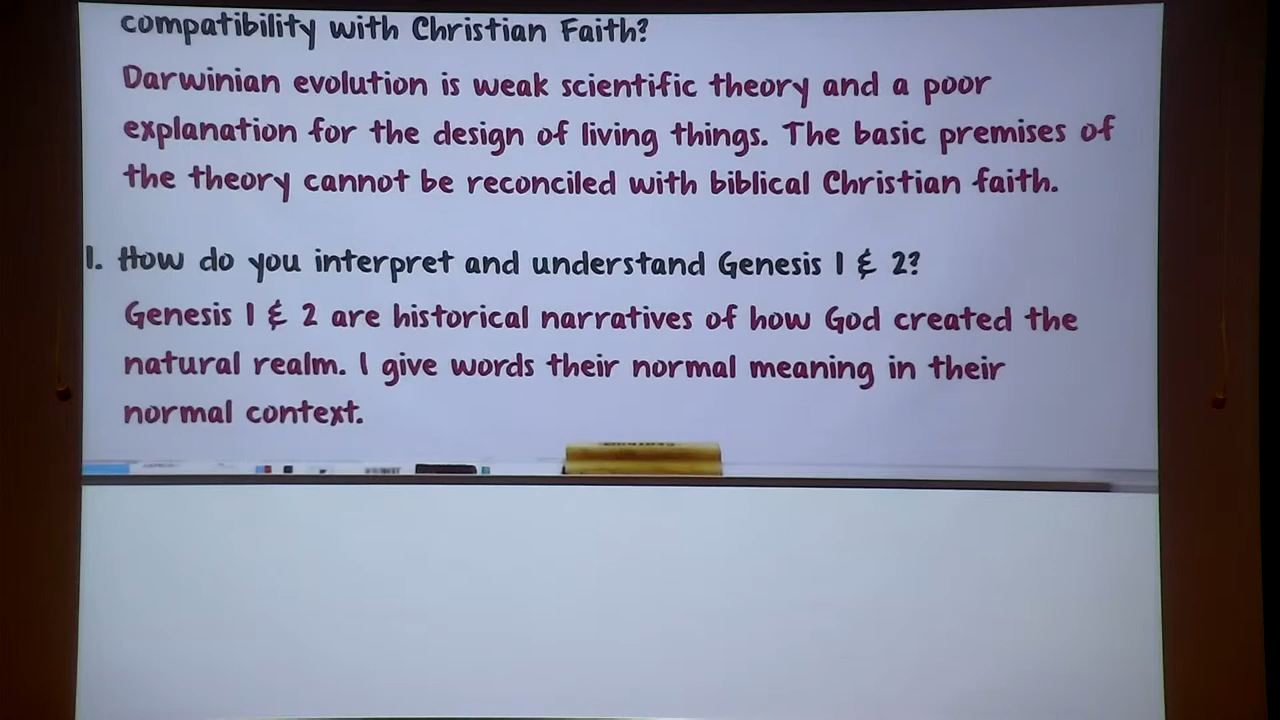 compatibility with Christian Faith?
Darwinian evolution is weak scientific theory and a poor
explanation for the design of living things. The basic premises of
the theory cannot be reconciled with biblical Christian faith.
1. How do you interpret and understand Genesis 1 & 2?
Genesis 1 & 2 are historical narratives of how God created the
natural realm. I give words their normal meaning in their
normal context.